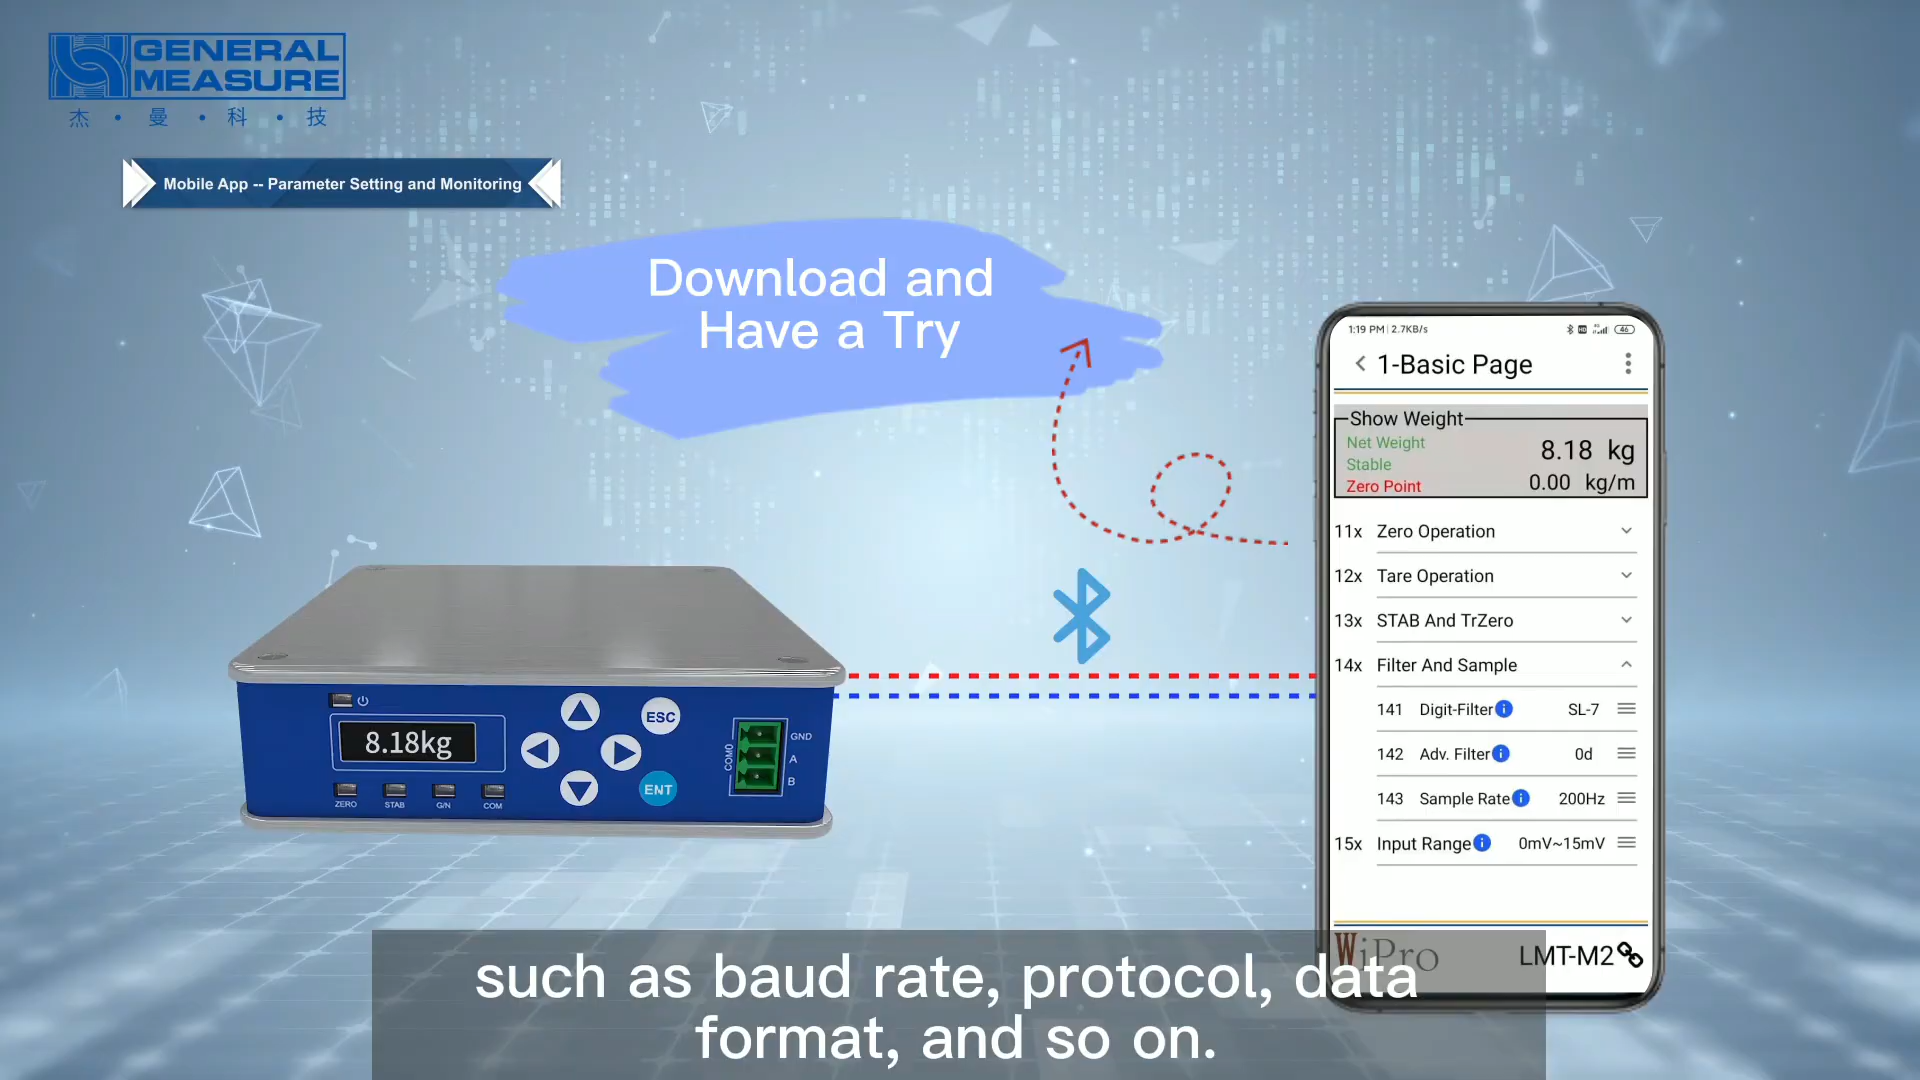 GENERAL
MEASURE
杰 · 曼 · 科 · 技
Mobile App -- Parameter Setting and Monitoring
Download and
Have a Try
1:19 PM | 2.7KB/s
46
1-Basic Page
Show Weight
Net Weight
8.18 kg
Stable
Zero Point
0.00 kg/m
11x Zero Operation
12x Tare Operation
13x STAB And TrZero
14x Filter And Sample
141 Digit-Filter SL-7
142 Adv. Filter 0d
143 Sample Rate 200Hz
15x Input Range 0mV~15mV
WiPro
LMT-M2
8.18kg
ZERO
STAB
G/N
COM
ESC
ENT
COM0
GND
A
B
such as baud rate, protocol, data
format, and so on.